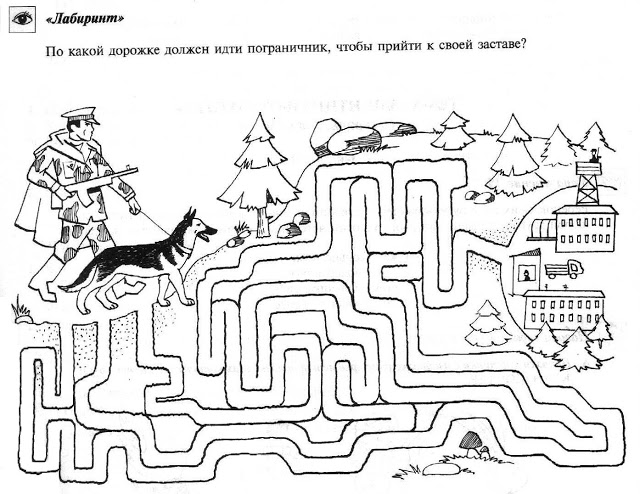 «Лабиринт»
По какой дорожке должен идти пограничник, чтобы прийти к своей заставе?